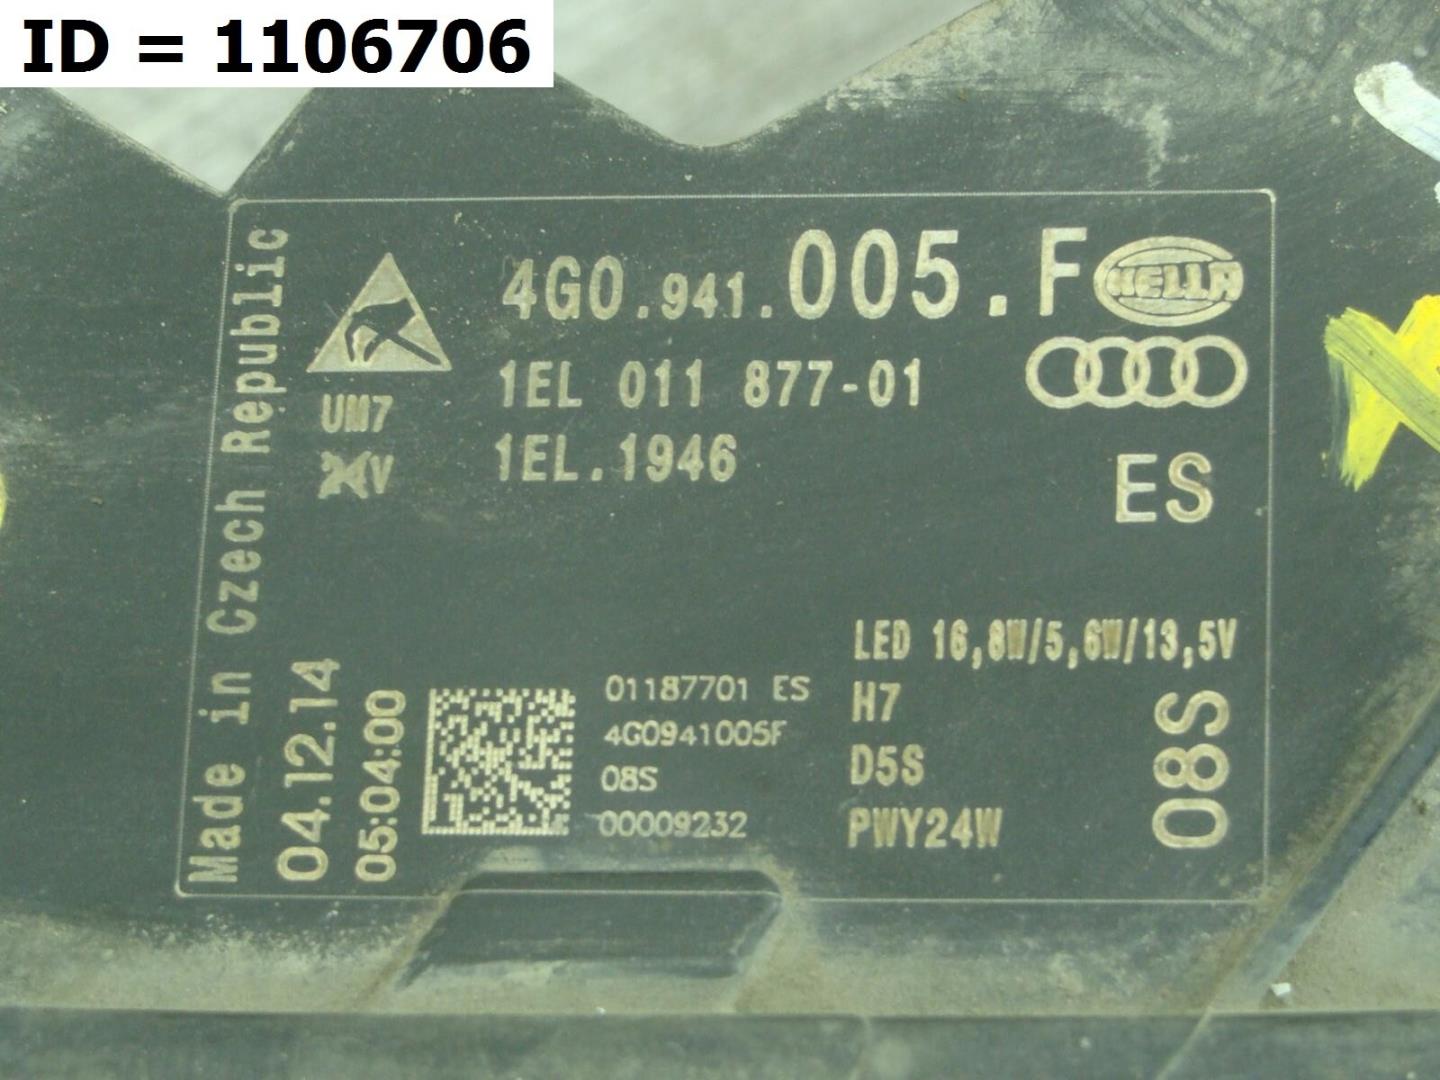 ID = 1106706
4G0.941.005.F
HELLA
1EL 011 877-01
UM7
1EL.1946
24V
ES
Made in Czech Republic
04.12.14
05:04:00
LED 16,8W/5,6W/13,5V
H7
D5S
PWY24W
08S
01187701 ES
4G0941005F
08S
00009232